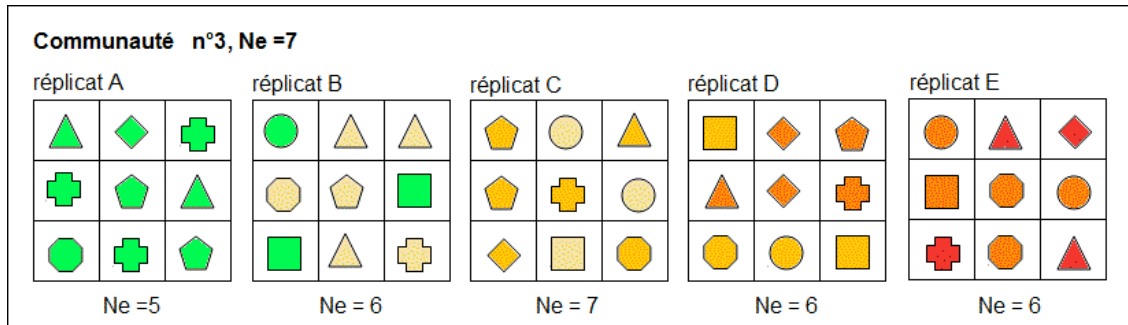 Communauté n°3, Ne =7
réplicat A réplicat B réplicat C réplicat D réplicat E
Ne =5 Ne = 6 Ne = 7 Ne = 6 Ne = 6